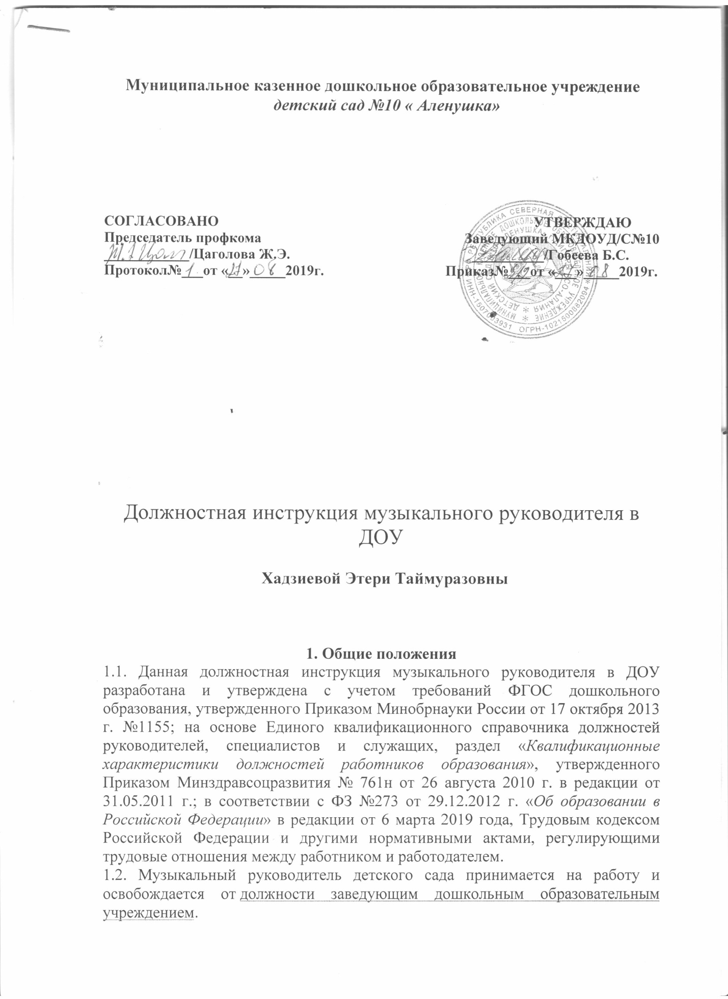 Муниципальное казенное дошкольное образовательное учреждение
детский сад №10 « Аленушка»
СОГЛАСОВАНО
Председатель профкома
/Цаголова Ж.Э.
Протокол№ 1 от « » 08 2019г.
УТВЕРЖДАЮ
Заведующий МКДОУД/С№10
/Гобеева Б.С.
Приказ№ от « » 08 2019г.
РЕСПУБЛИКА СЕВЕРНАЯ
ИНН-1507003931 ОГРН-1021500882094
Должностная инструкция музыкального руководителя в
ДОУ
Хадзиевой Этери Таймуразовны
1. Общие положения
1.1. Данная должностная инструкция музыкального руководителя в ДОУ
разработана и утверждена с учетом требований ФГОС дошкольного
образования, утвержденного Приказом Минобрнауки России от 17 октября 2013
г. №1155; на основе Единого квалификационного справочника должностей
руководителей, специалистов и служащих, раздел «Квалификационные
характеристики должностей работников образования», утвержденного
Приказом Минздравсоцразвития № 761н от 26 августа 2010 г. в редакции от
31.05.2011 г.; в соответствии с ФЗ №273 от 29.12.2012 г. «Об образовании в
Российской Федерации» в редакции от 6 марта 2019 года, Трудовым кодексом
Российской Федерации и другими нормативными актами, регулирующими
трудовые отношения между работником и работодателем.
1.2. Музыкальный руководитель детского сада принимается на работу и
освобождается от должности заведующим дошкольным образовательным
учреждением.